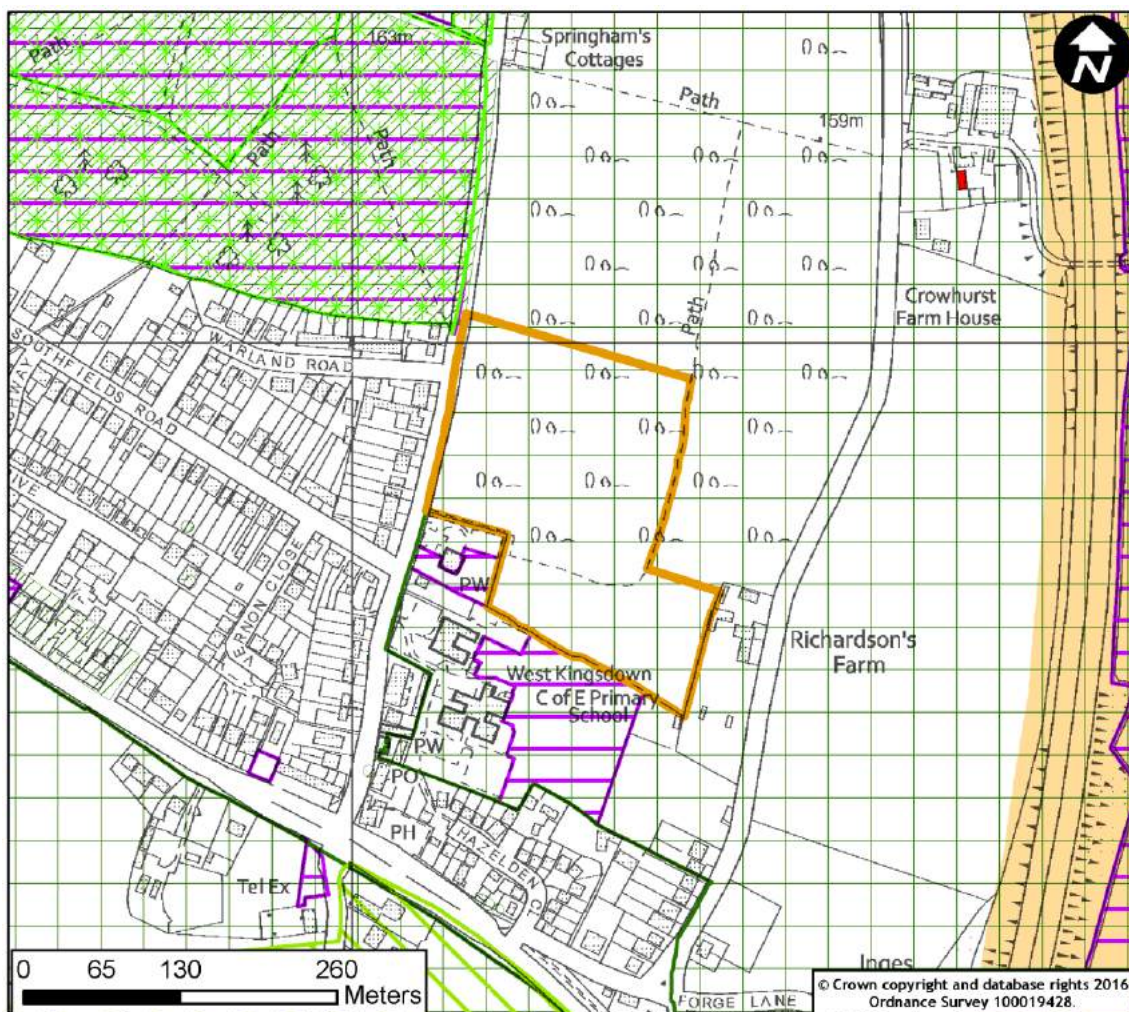 N
163m
Springham's
Cottages
Path
Path
Path
Path
159m
Path
Crowhurst
Farm House
WARLAND ROAD
SOUTHFIELDS ROAD
VERNON CLOSE
PW
West Kingsdown
C of E Primary
School
Richardson's
Farm
PW
PO
PH
HAZELDEN CL
Tel Ex
Inges
FORGE LANE
0 65 130 260
Meters
© Crown copyright and database rights 2016
Ordnance Survey 100019428.